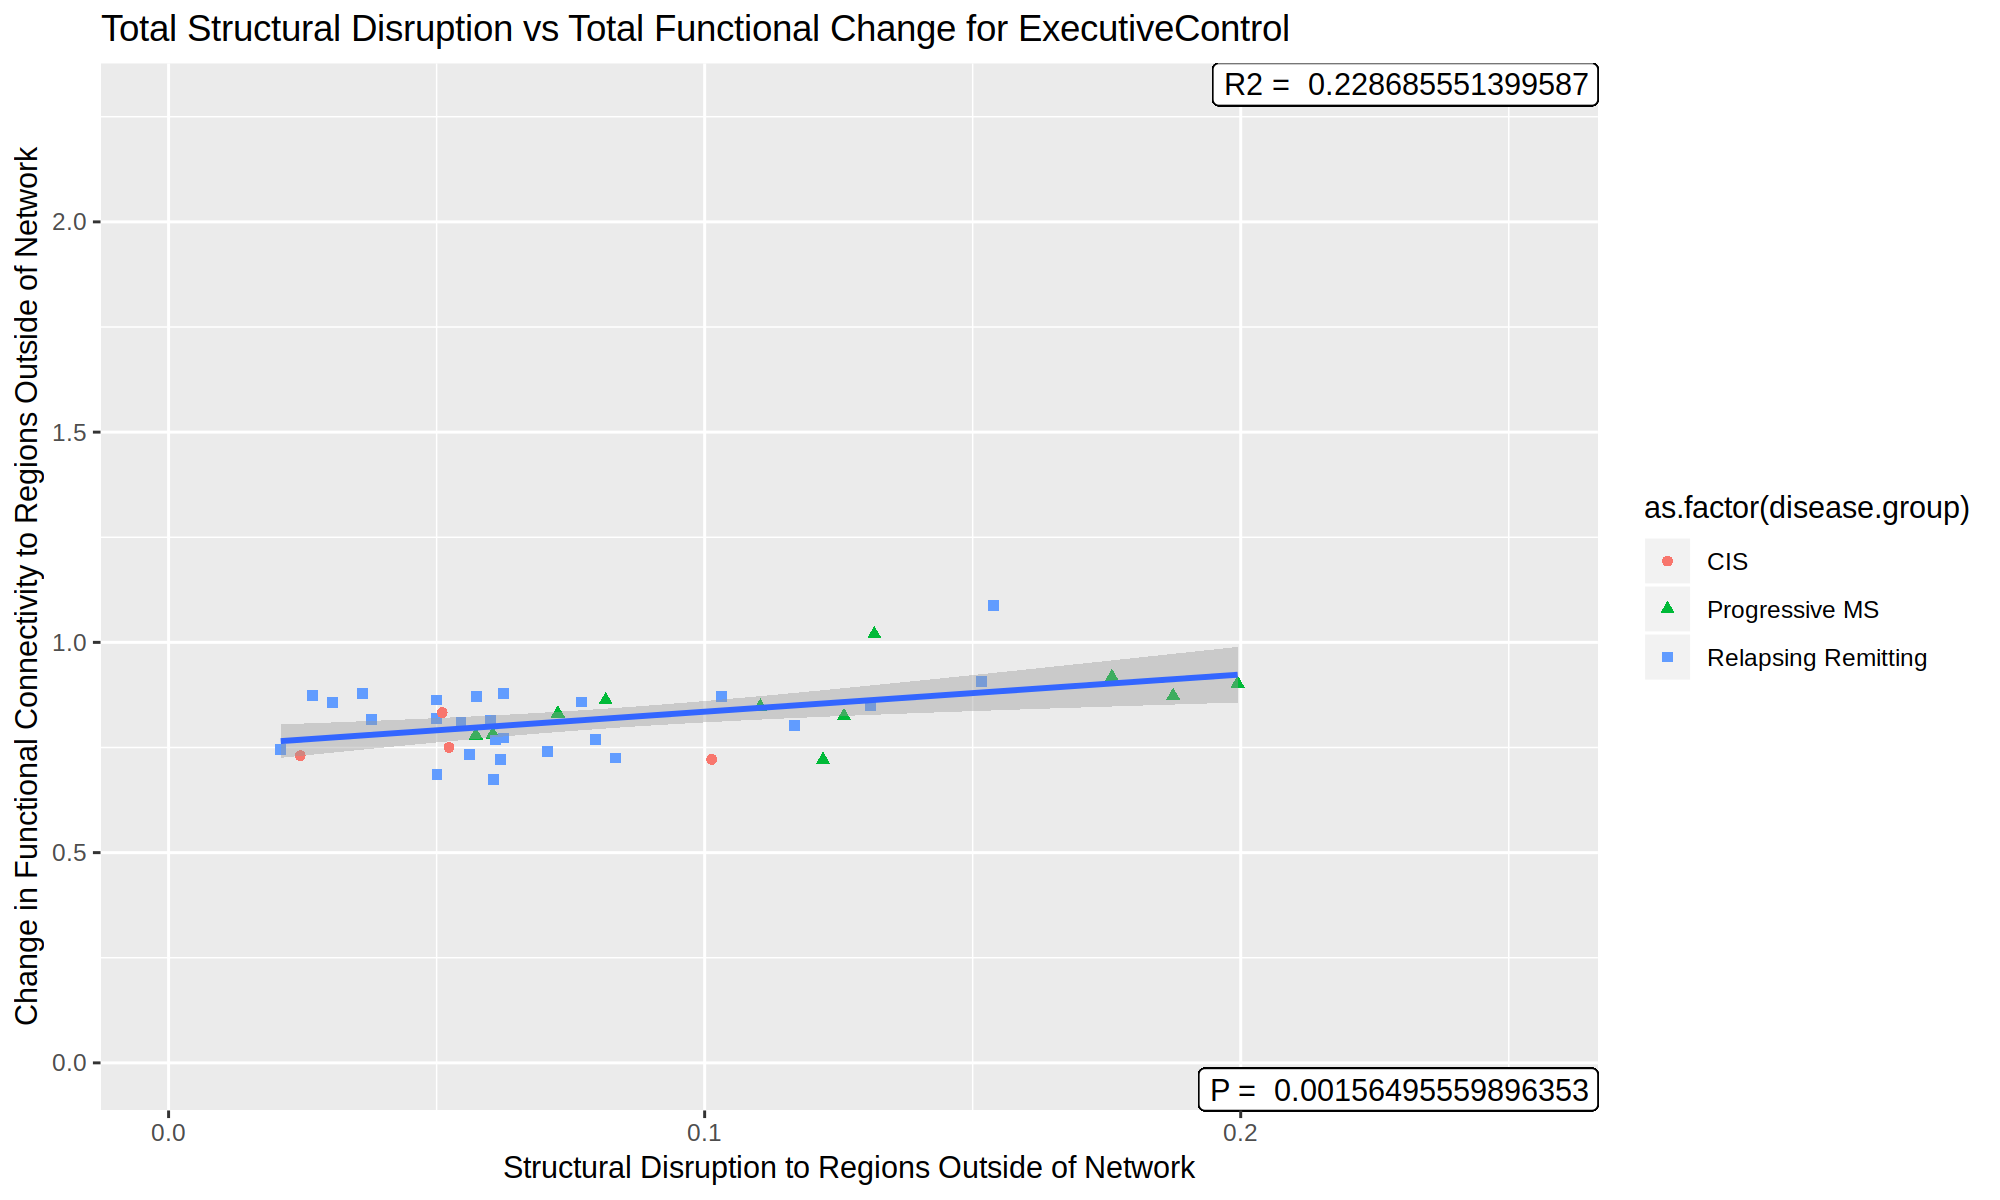 Total Structural Disruption vs Total Functional Change for ExecutiveControl
R2 =  0.228685551399587
Change in Functional Connectivity to Regions Outside of Network
2.0
1.5
1.0
0.5
0.0
as.factor(disease.group)
CIS
Progressive MS
Relapsing Remitting
P =  0.00156495559896353
0.0
0.1
0.2
Structural Disruption to Regions Outside of Network